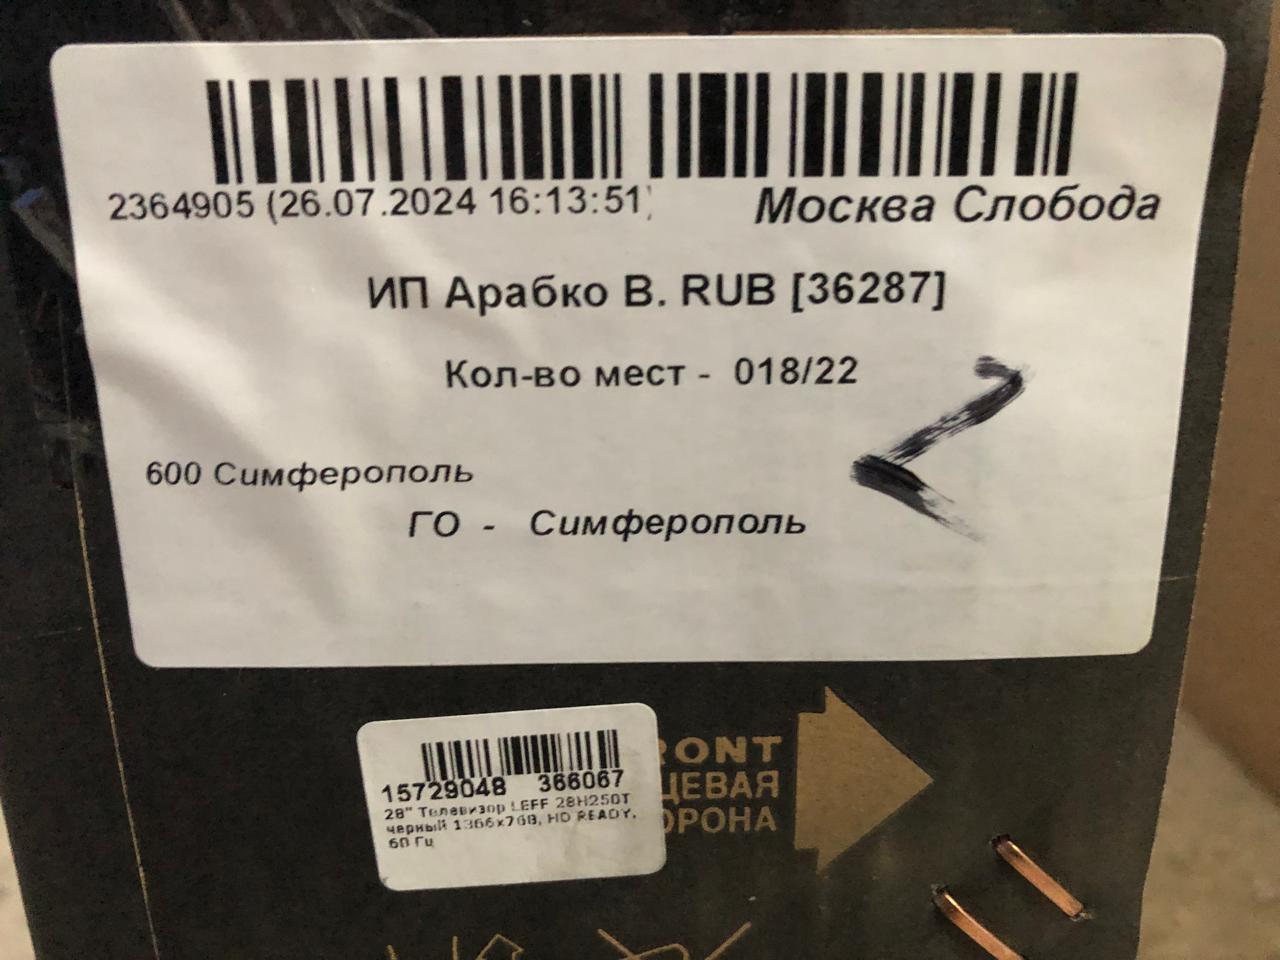 2364905 (26.07.2024 16:13:51)
Москва Слобода
ИП Арабко В. RUB [36287]
Кол-во мест - 018/22
600 Симферополь
ГО - Симферополь
15729048 366067
28" Телевизор LEFF 28H250T
черный 1366x768, HD READY,
60 Гц
RONT
ЦЕВАЯ
ОРОНА